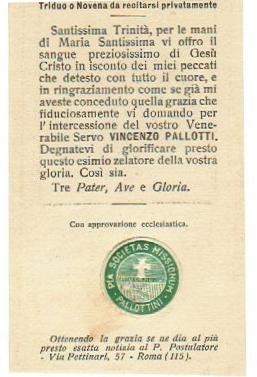 Triduo o Novena da recitarsi privatamente
Santissima Trinità, per le mani
di Maria Santissima vi offro il
sangue preziosissimo di Gesù
Cristo in isconto dei miei peccati
che detesto con tutto il cuore, e
in ringraziamento come se già mi
aveste conceduto quella grazia che
fiduciosamente vi domando per
l'intercessione del vostro Vene-
rabile Servo VINCENZO PALLOTTI.
Degnatevi di glorificare presto
questo esimio zelatore della vostra
gloria. Così sia.
Tre Pater, Ave e Gloria.
Con approvazione ecclesiastica.
PIA SOCIETAS MISSIONUM
PALLOTTINI
Ottenendo la grazia se ne dia al più
presto esatta notizia al P. Postulatore
- Via Pettinari, 57 - Roma (115).